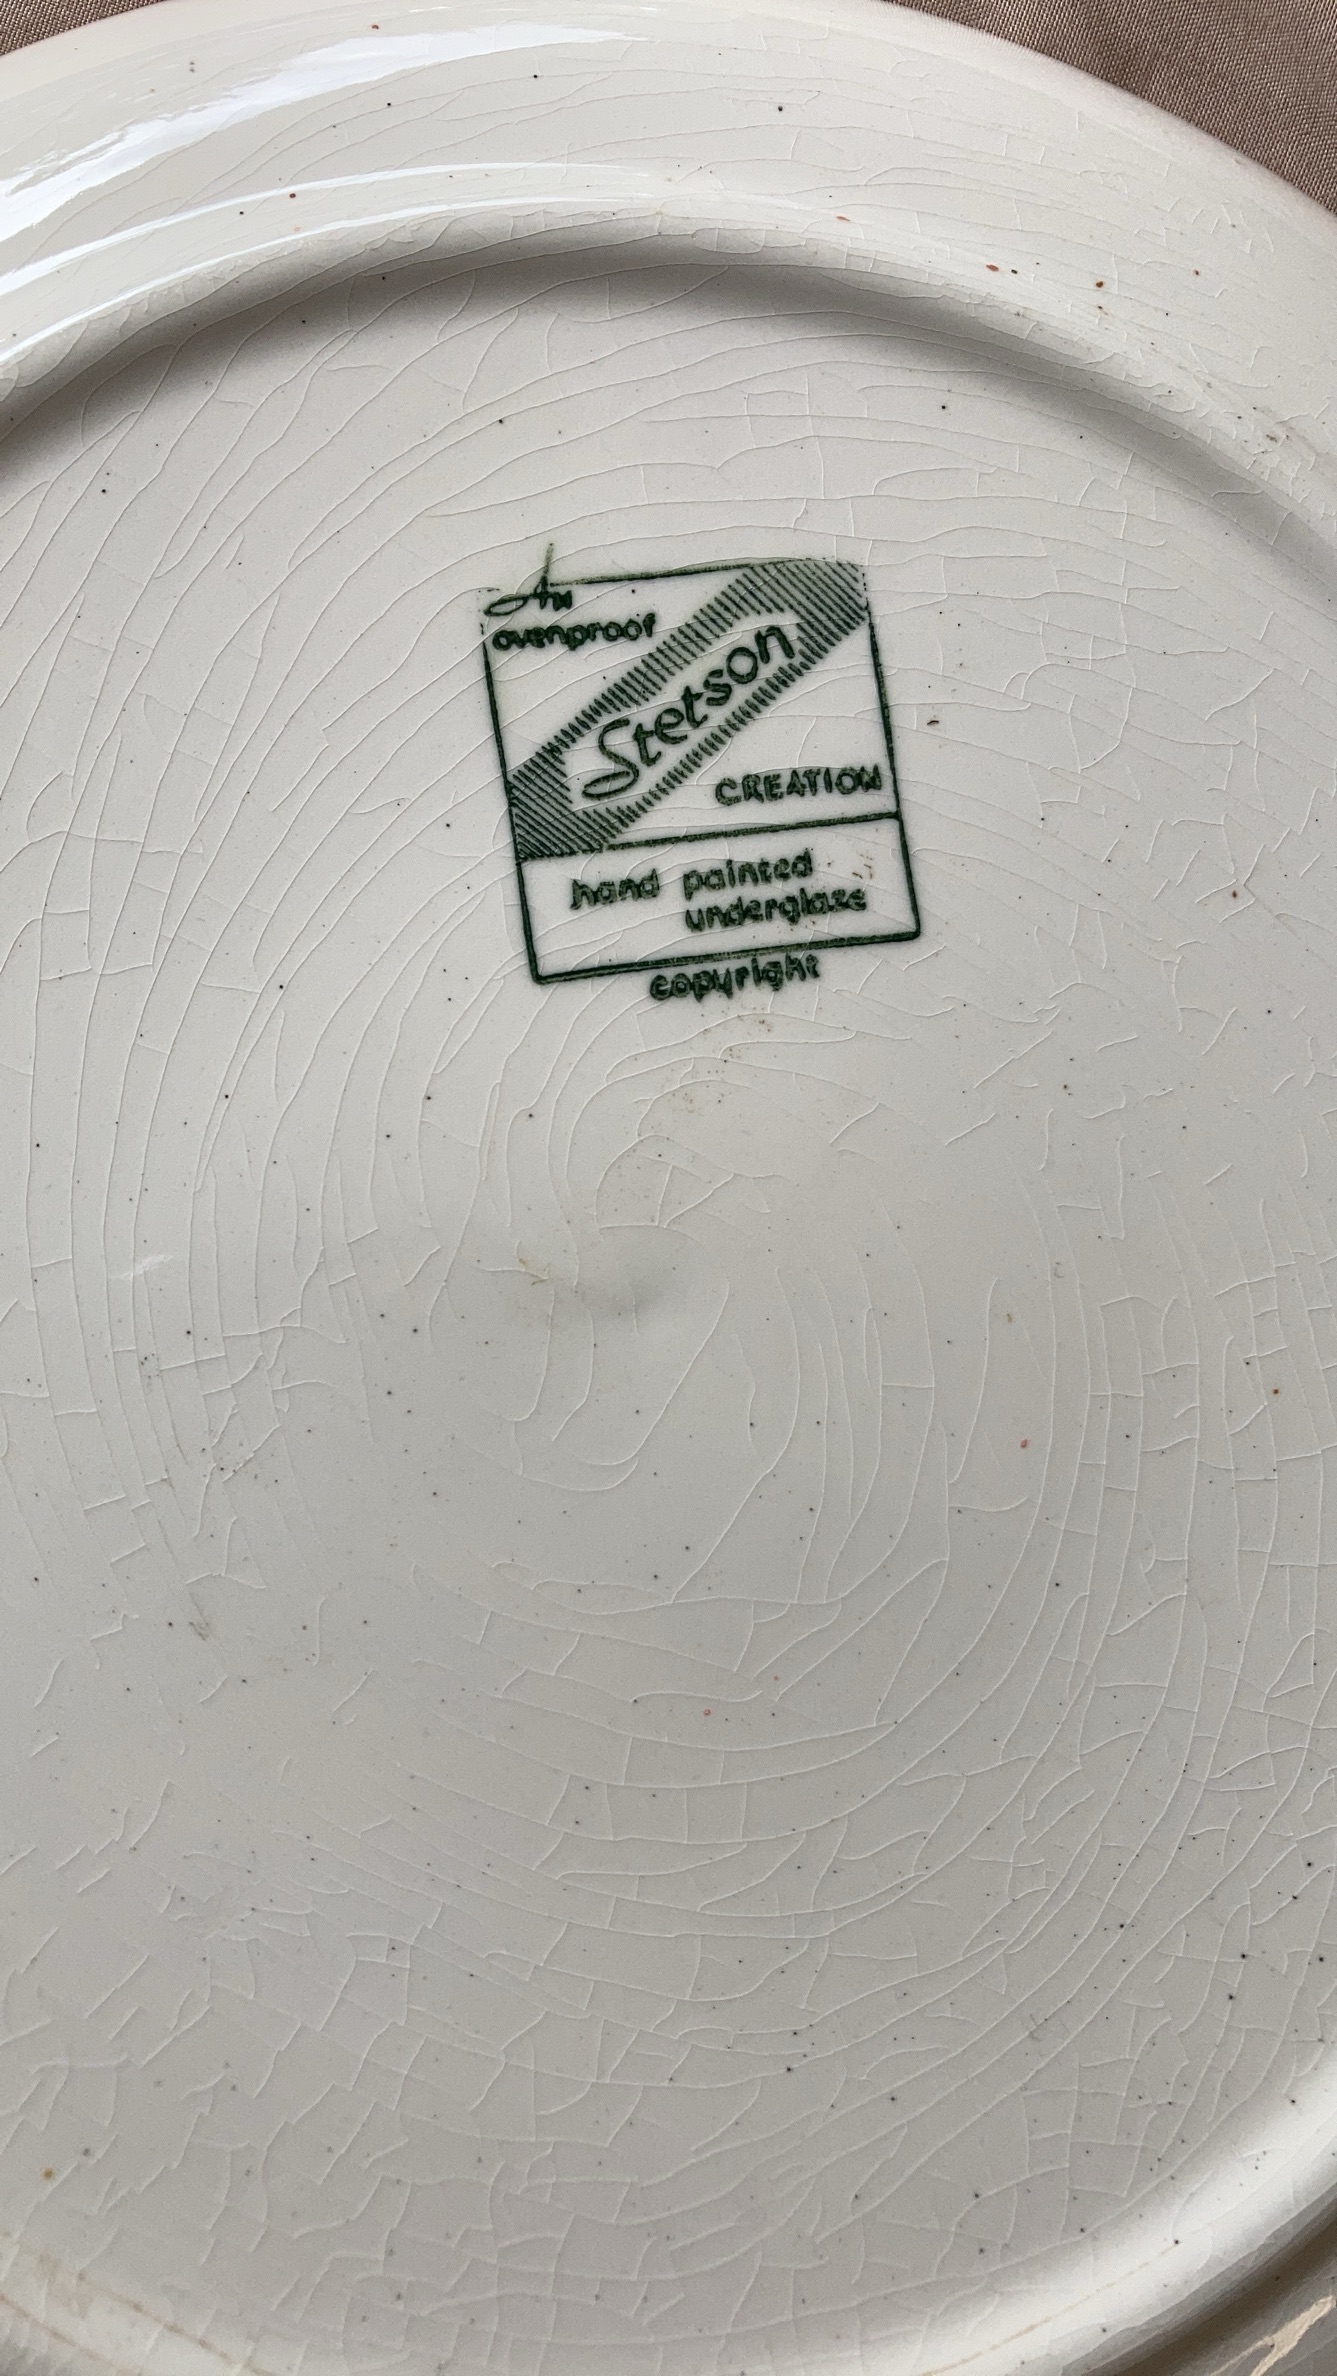 An
ovenproof
Stetson
CREATION
hand painted
underglaze
copyright